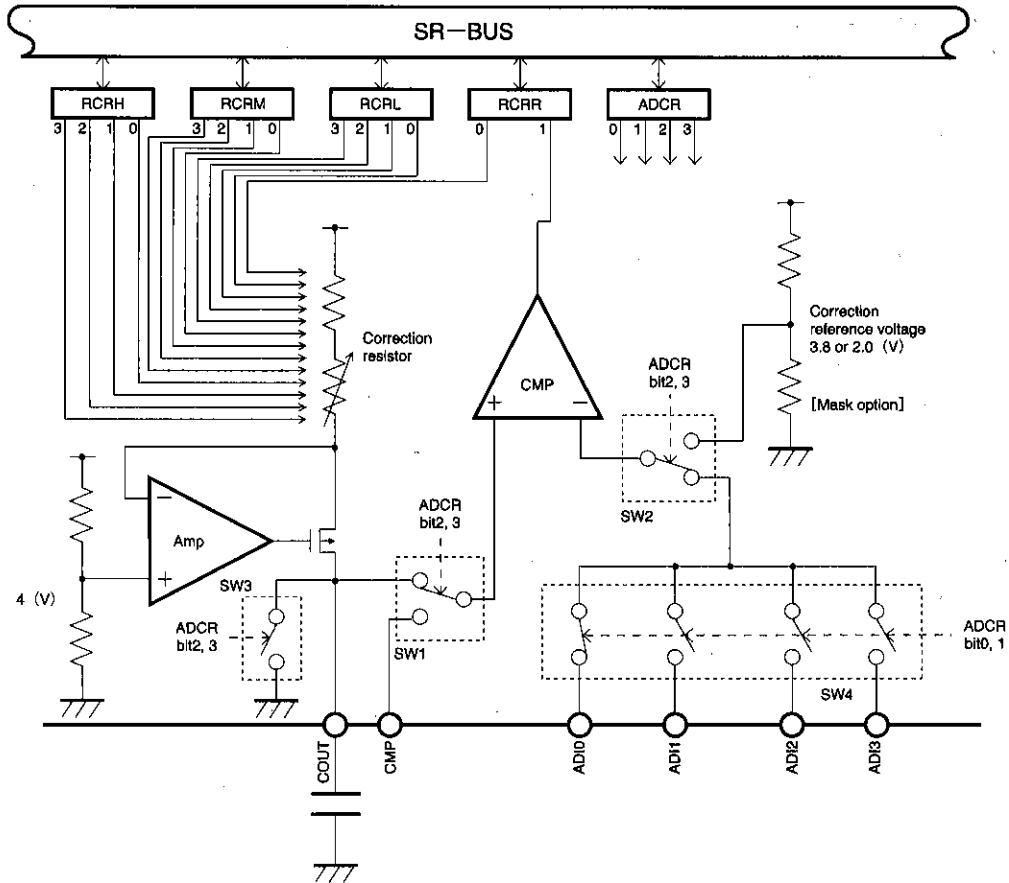 SR-BUS
RCRH RCRM RCRL RCRR ADCR
3 2 1 0 3 2 1 0 3 2 1 0 0 1 0 1 2 3
Correction
resistor
Correction
reference voltage
3.8 or 2.0 (V)
[Mask option]
ADCR
bit2, 3
CMP
+ −
SW2
−
Amp
+
4 (V)
ADCR
bit2, 3
SW3
ADCR
bit2, 3
SW1
ADCR
bit0, 1
SW4
COUT
CMP
ADI0
ADI1
ADI2
ADI3